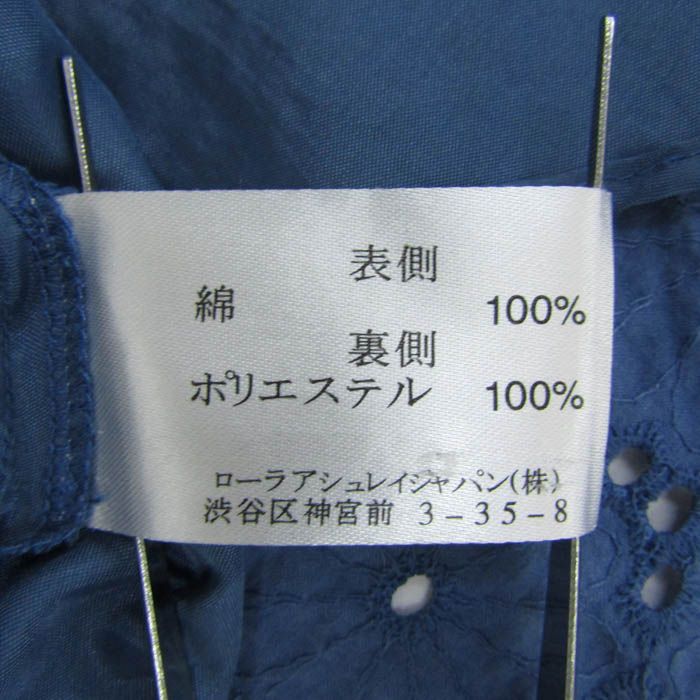 表側
綿 100%
裏側
ポリエステル 100%
ローラアシュレイジャパン(株)
渋谷区神宮前 3-35-8